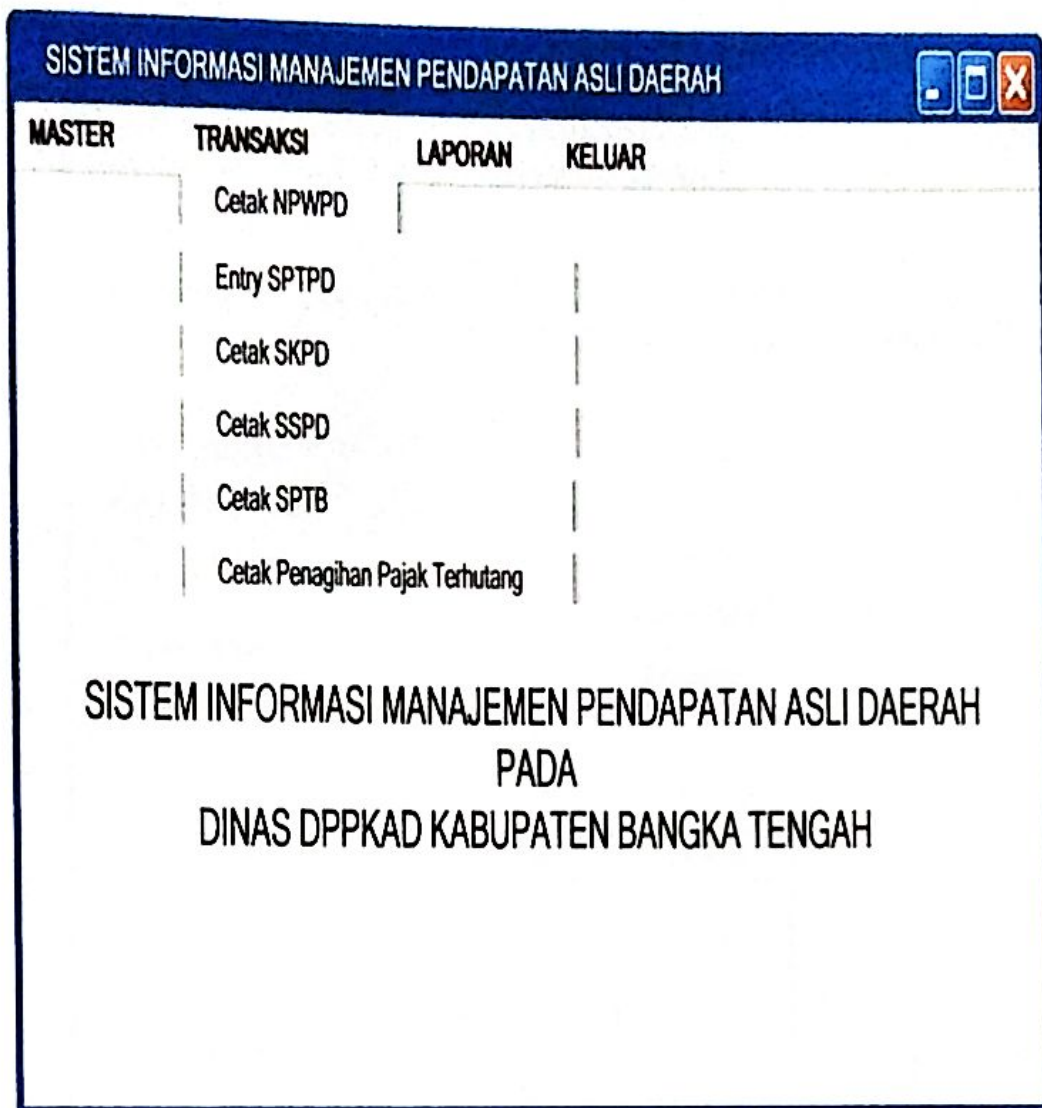 SISTEM INFORMASI MANAJEMEN PENDAPATAN ASLI DAERAH
MASTER TRANSAKSI LAPORAN KELUAR
Cetak NPWPD
Entry SPTPD
Cetak SKPD
Cetak SSPD
Cetak SPTB
Cetak Penagihan Pajak Terhutang
SISTEM INFORMASI MANAJEMEN PENDAPATAN ASLI DAERAH
PADA
DINAS DPPKAD KABUPATEN BANGKA TENGAH